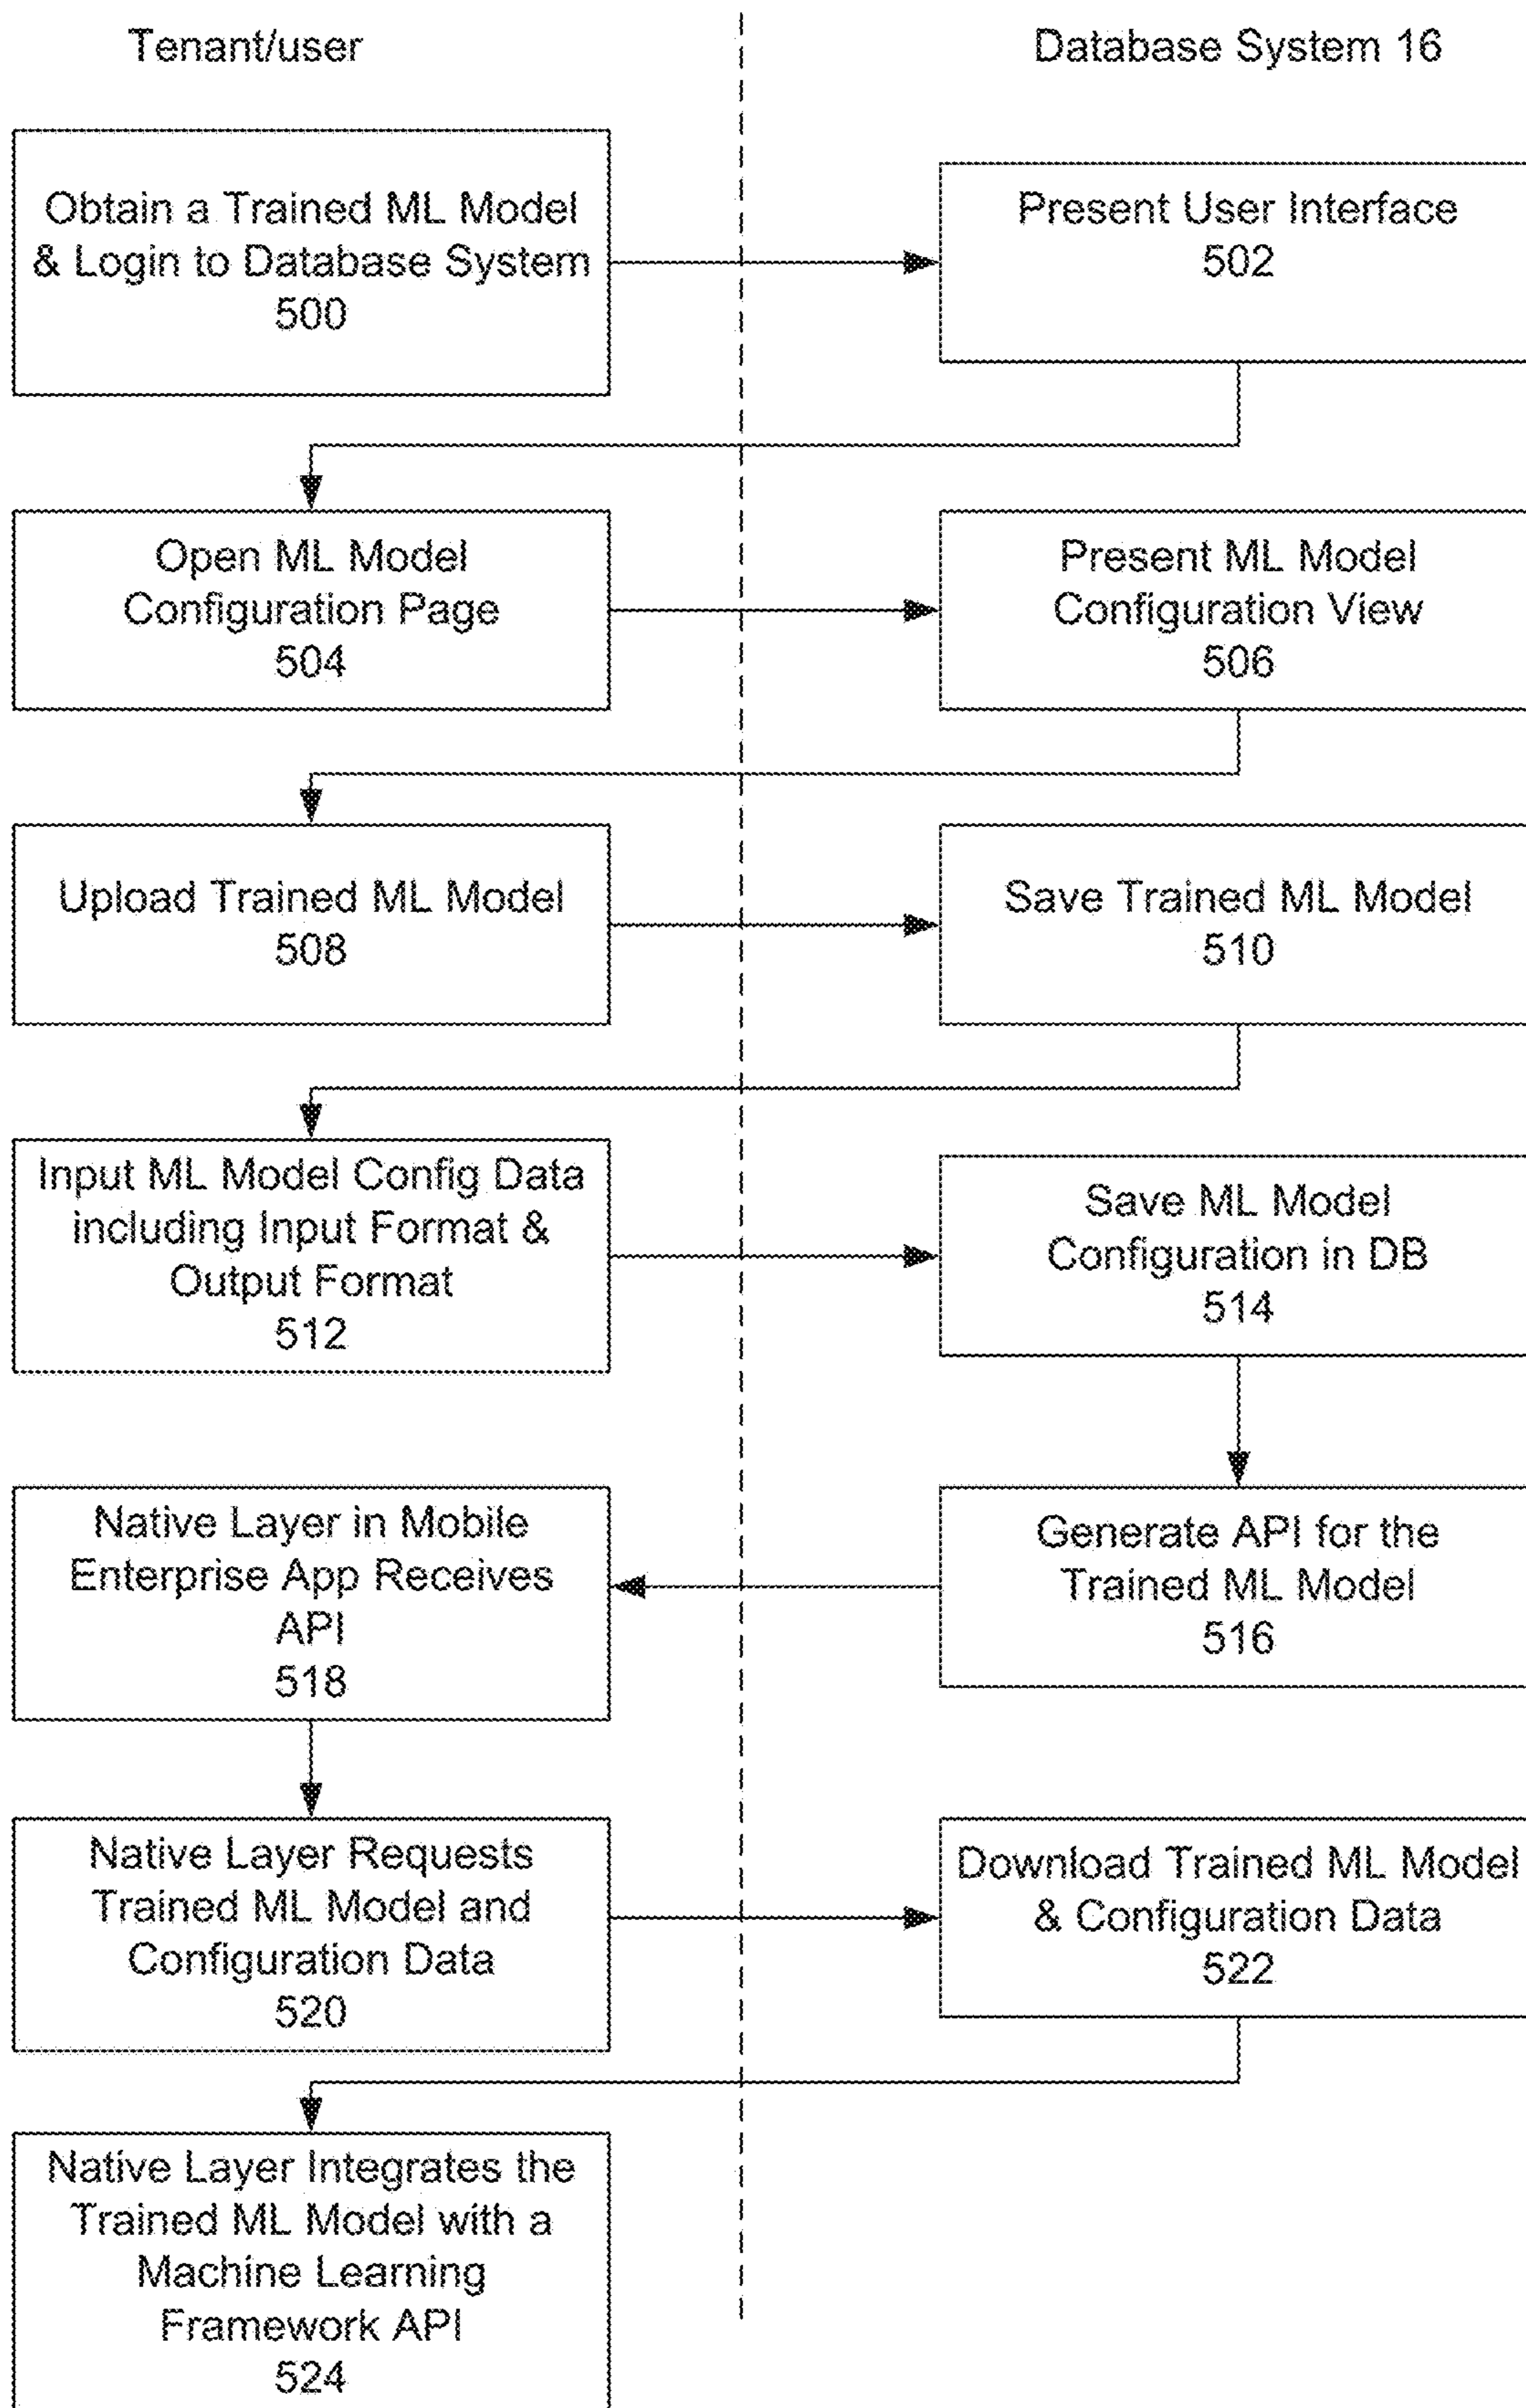 Tenant/user
Database System 16
Obtain a Trained ML Model
& Login to Database System
500
Present User Interface
502
Open ML Model
Configuration Page
504
Present ML Model
Configuration View
506
Upload Trained ML Model
508
Save Trained ML Model
510
Input ML Model Config Data
including Input Format &
Output Format
512
Save ML Model
Configuration in DB
514
Native Layer in Mobile
Enterprise App Receives
API
518
Generate API for the
Trained ML Model
516
Native Layer Requests
Trained ML Model and
Configuration Data
520
Download Trained ML Model
& Configuration Data
522
Native Layer Integrates the
Trained ML Model with a
Machine Learning
Framework API
524